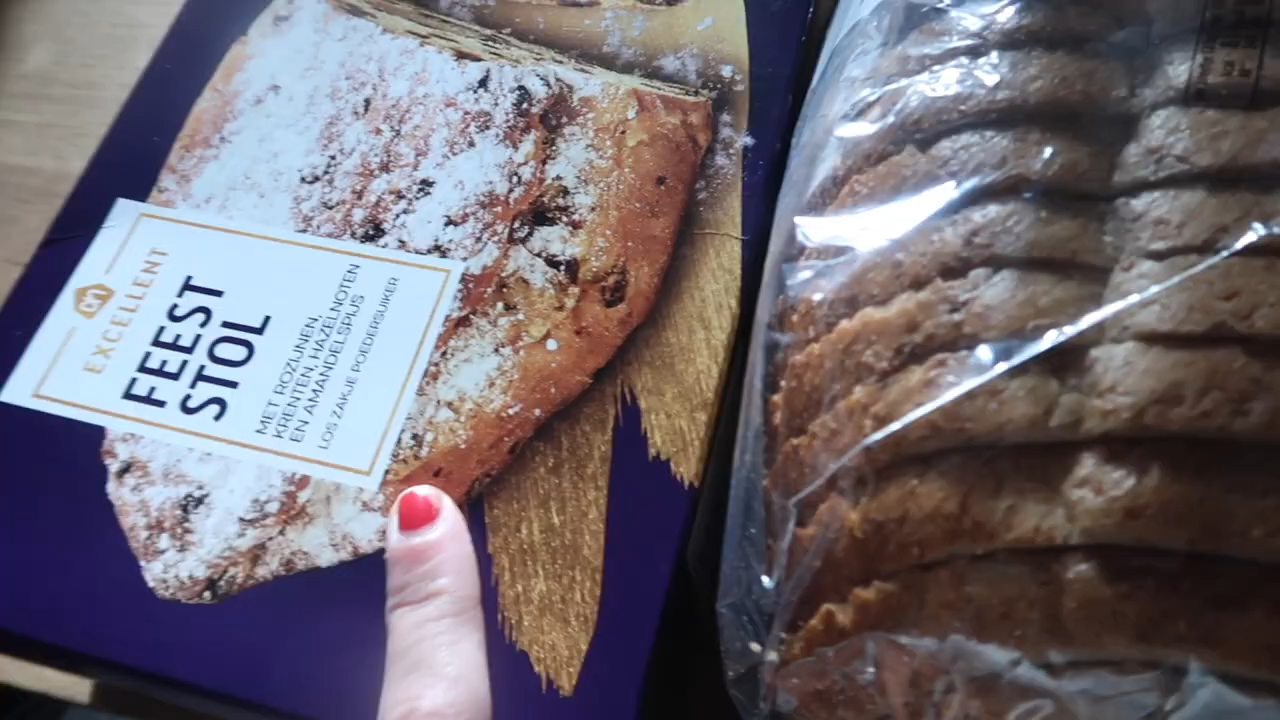 EXCELLENT
FEEST
STOL
MET ROZIJNEN,
KRENTEN, HAZELNOTEN
EN AMANDELSPIJS
LOS ZAKJE POEDERSUIKER